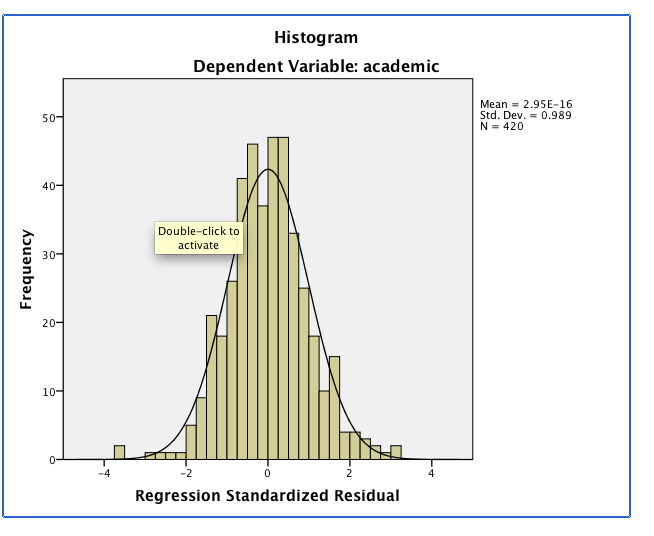 Histogram
Dependent Variable: academic
Mean = 2.95E-16
Std. Dev. = 0.989
N = 420
50
40
30
20
10
0
Frequency
Double-click to
activate
-4
-2
0
2
4
Regression Standardized Residual